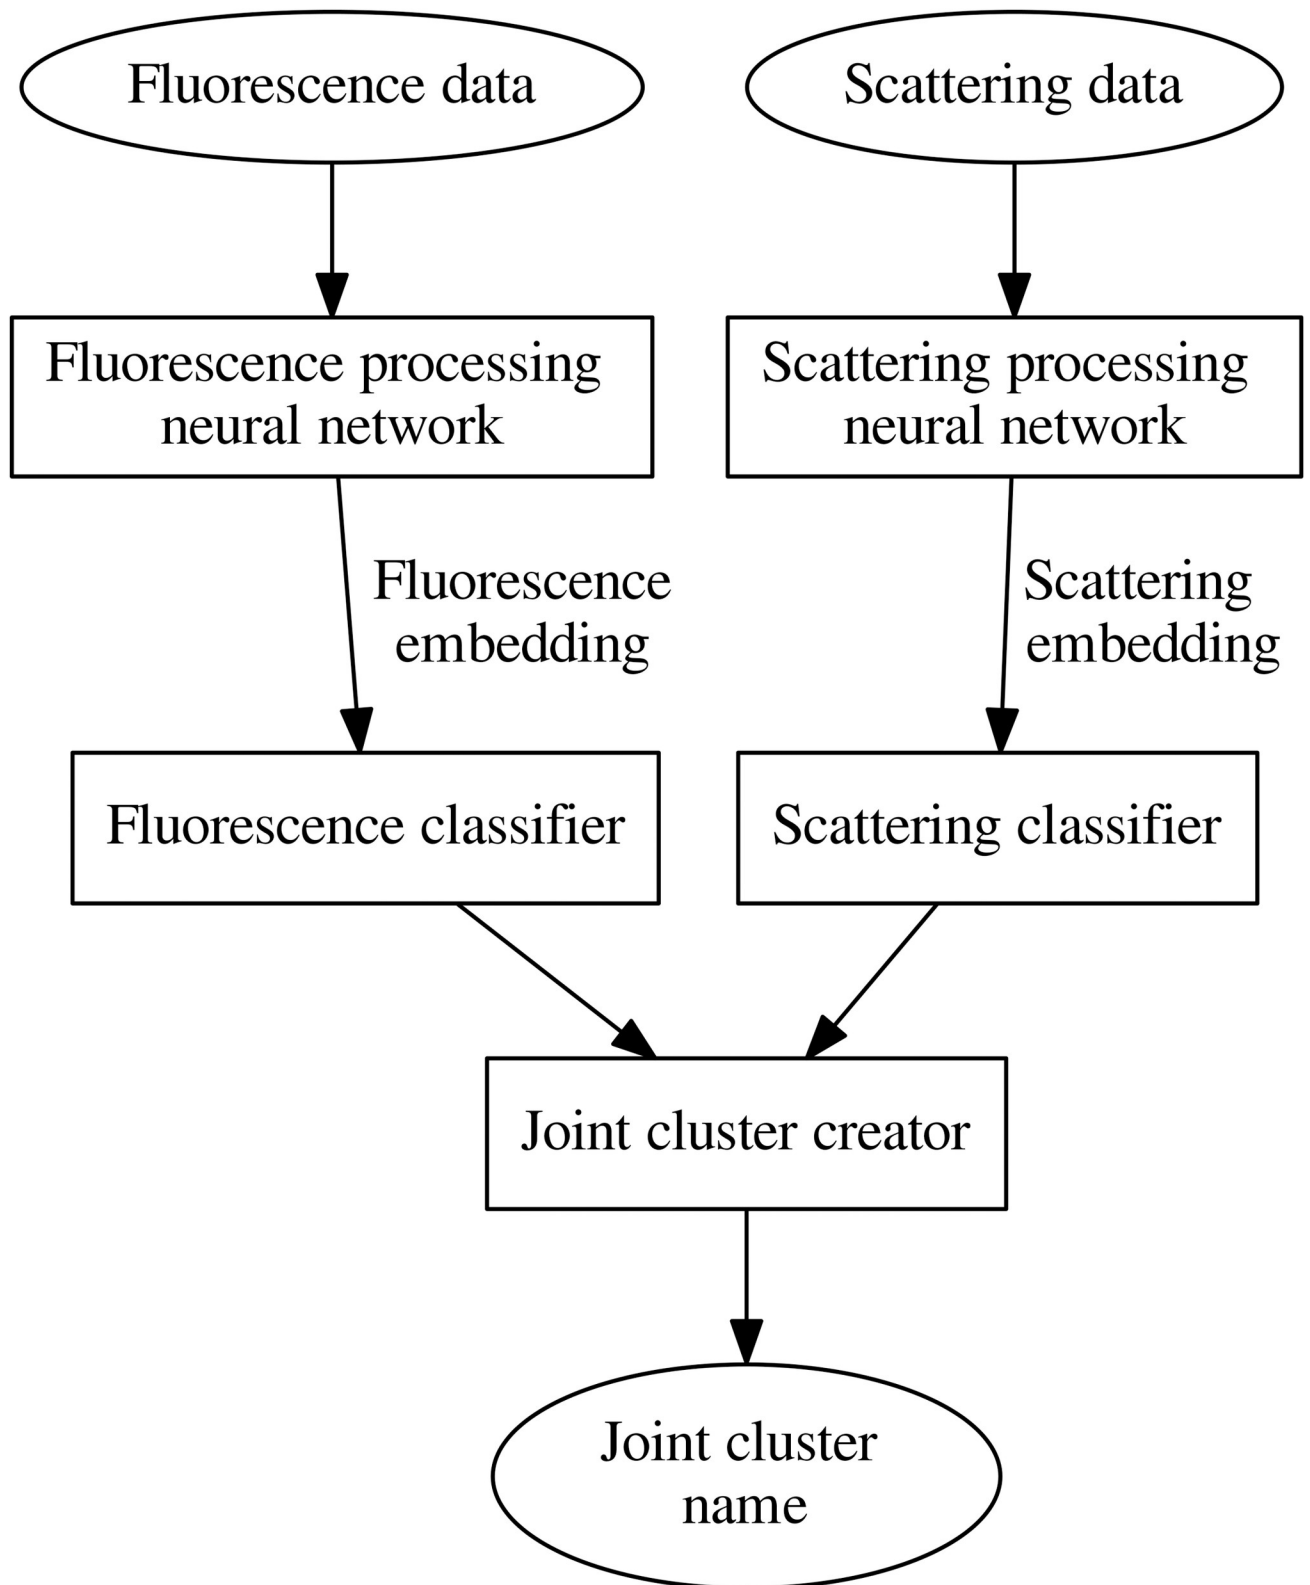 Fluorescence data
Scattering data
Fluorescence processing
neural network
Scattering processing
neural network
Fluorescence
embedding
Scattering
embedding
Fluorescence classifier
Scattering classifier
Joint cluster creator
Joint cluster
name